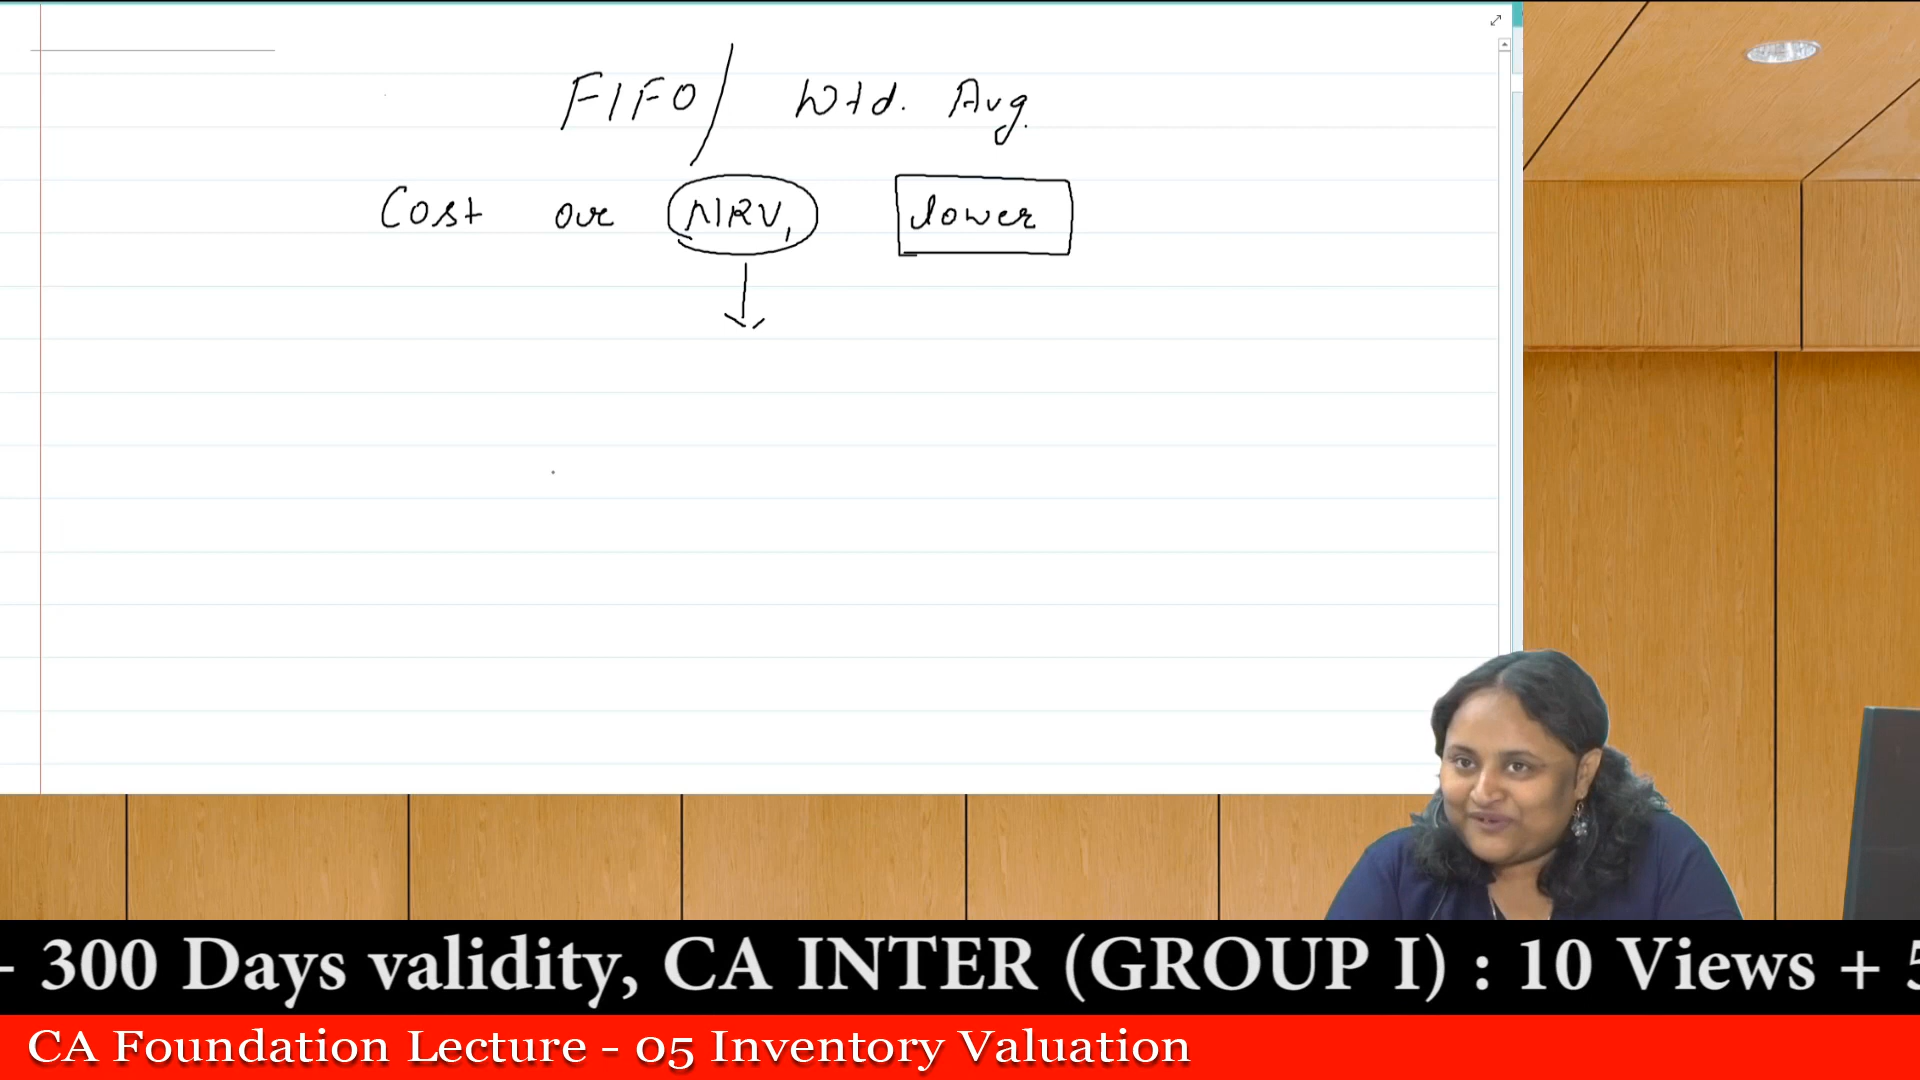 FIFO / Wtd. Avg.
Cost or NRV, lower
- 300 Days validity, CA INTER (GROUP I) : 10 Views + 5
CA Foundation Lecture - 05 Inventory Valuation